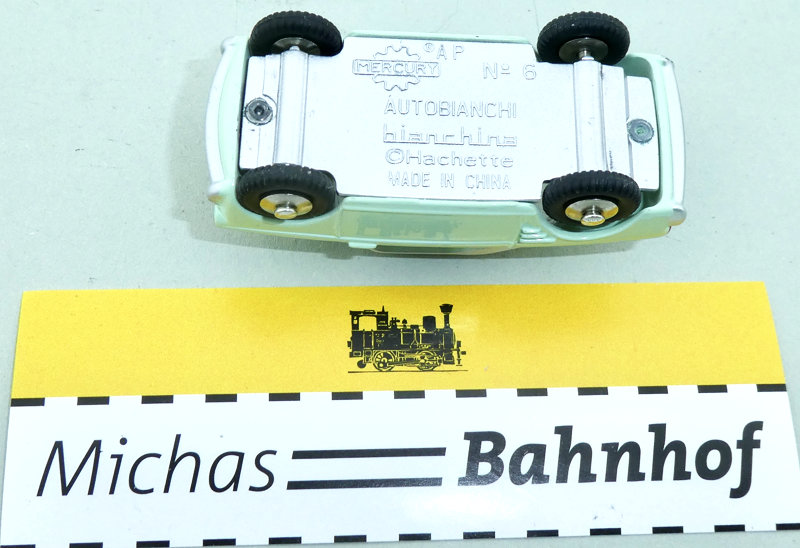 ®AP
MERCURY Nº 6
AUTOBIANCHI
bianchina
©Hachette
MADE IN CHINA
Michas Bahnhof